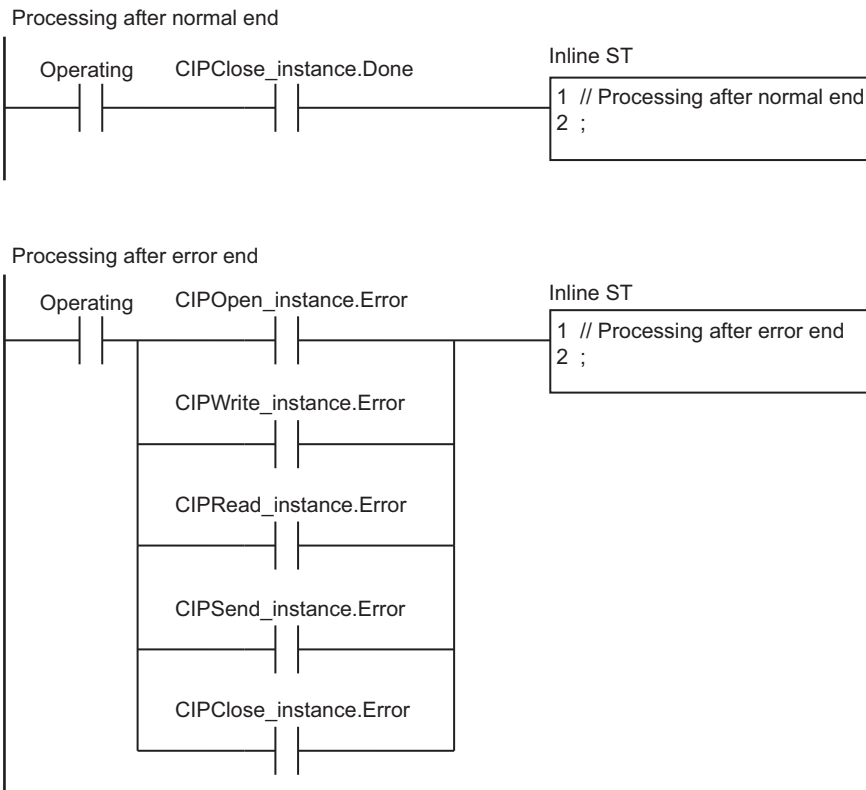 Processing after normal end
Operating
CIPClose_instance.Done
Inline ST
1 // Processing after normal end
2 ;
Processing after error end
Operating
CIPOpen_instance.Error
Inline ST
1 // Processing after error end
2 ;
CIPWrite_instance.Error
CIPRead_instance.Error
CIPSend_instance.Error
CIPClose_instance.Error